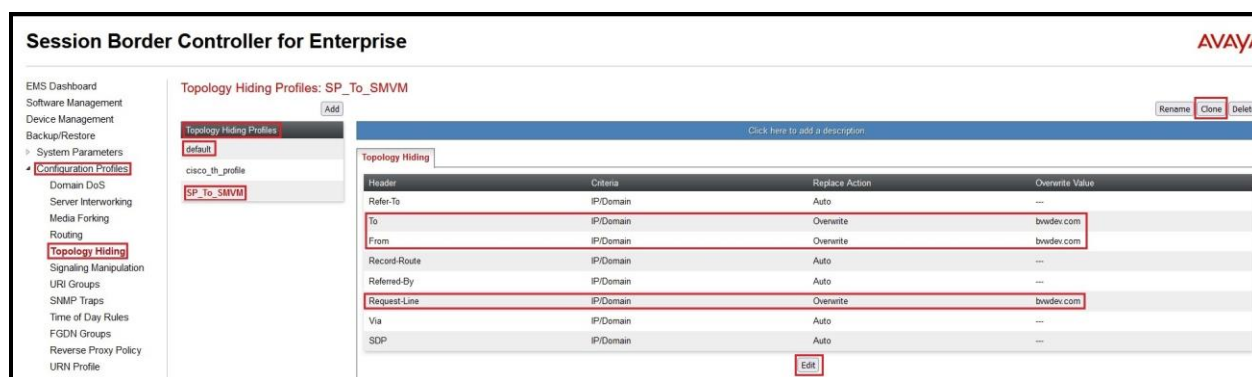 Session Border Controller for Enterprise
AVAYA
EMS Dashboard
Software Management
Device Management
Backup/Restore
System Parameters
Configuration Profiles
Domain DoS
Server Interworking
Media Forking
Routing
Topology Hiding
Signaling Manipulation
URI Groups
SNMP Traps
Time of Day Rules
FGDN Groups
Reverse Proxy Policy
URN Profile
Topology Hiding Profiles: SP_To_SMVM
Add
Rename Clone Delet
Topology Hiding Profiles
default
cisco_th_profile
SP_To_SMVM
Click here to add a description
Topology Hiding
Header Criteria Replace Action Overwrite Value
Refer-To IP/Domain Auto ---
To IP/Domain Overwrite bvwdev.com
From IP/Domain Overwrite bvwdev.com
Record-Route IP/Domain Auto ---
Referred-By IP/Domain Auto ---
Request-Line IP/Domain Overwrite bvwdev.com
Via IP/Domain Auto ---
SDP IP/Domain Auto ---
Edit